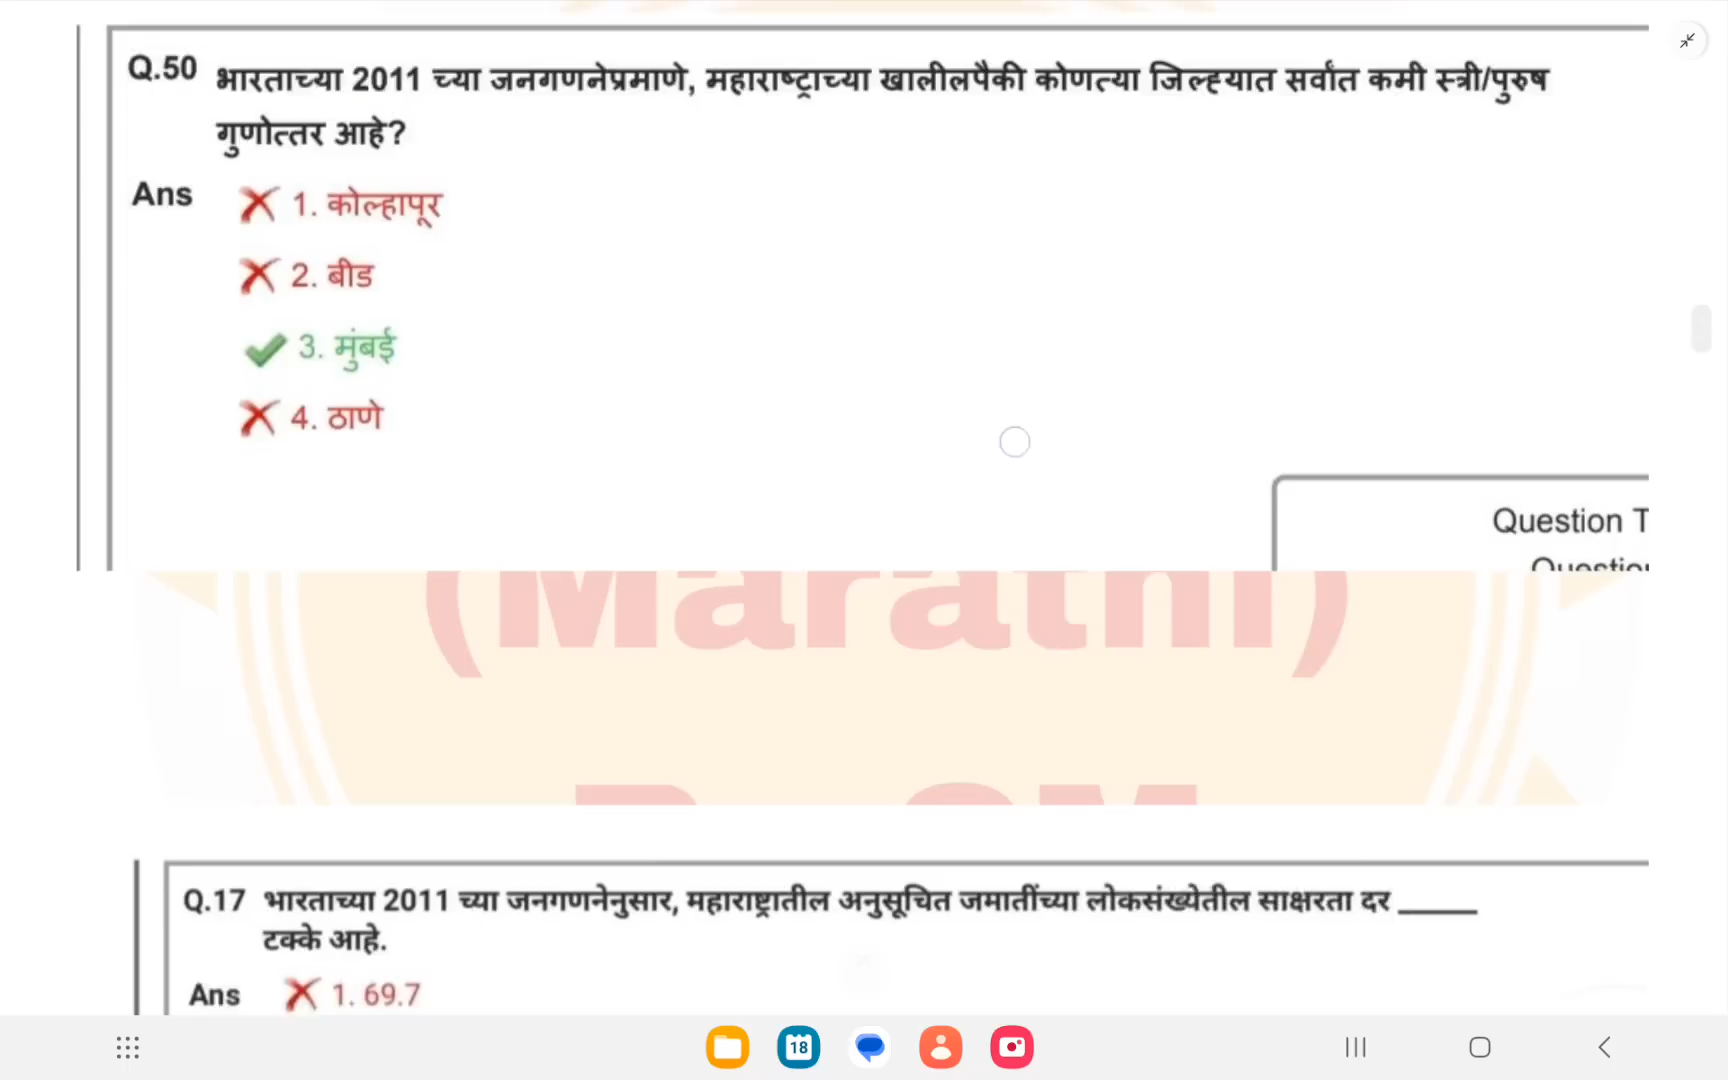 Q.50 भारताच्या 2011 च्या जनगणनेप्रमाणे, महाराष्ट्राच्या खालीलपैकी कोणत्या जिल्ह्यात सर्वांत कमी स्त्री/पुरुष
गुणोत्तर आहे?
Ans 1. कोल्हापूर
2. बीड
3. मुंबई
4. ठाणे
Question T
(Marathi)
Q.17 भारताच्या 2011 च्या जनगणनेनुसार, महाराष्ट्रातील अनुसूचित जमातींच्या लोकसंख्येतील साक्षरता दर _____
टक्के आहे.
Ans 1. 69.7
18